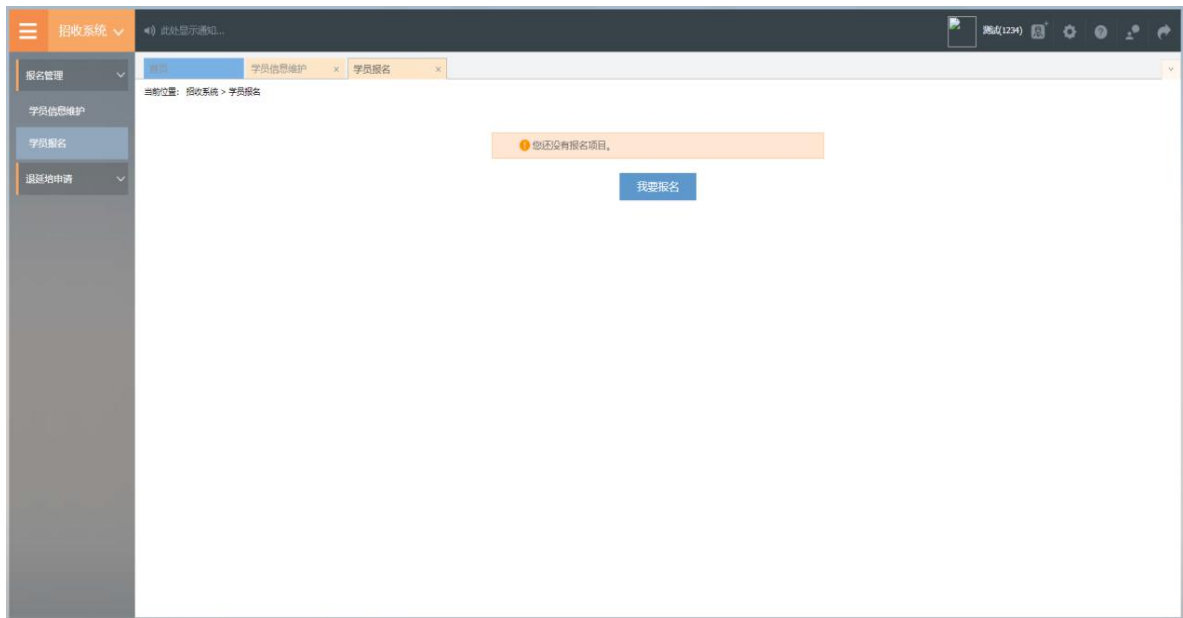 招收系统
此处显示通知...
测试(1234)
报名管理
学员信息维护
学员报名
退延培申请
首页
学员信息维护 ×
学员报名 ×
当前位置: 招收系统 > 学员报名
您还没有报名项目。
我要报名